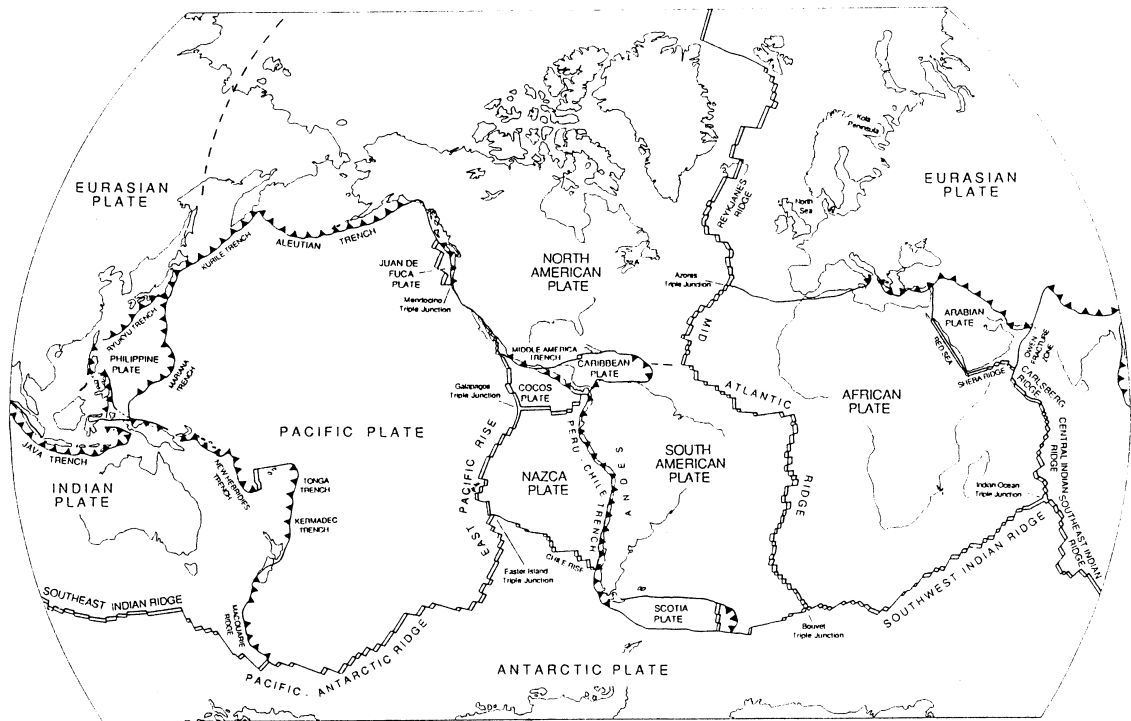 Kola
Peninsula
EURASIAN
PLATE
EURASIAN
PLATE
REYKJANES
RIDGE
North
Sea
KURILE TRENCH
ALEUTIAN TRENCH
JUAN DE
FUCA
PLATE
NORTH
AMERICAN
PLATE
Azores
Triple Junction
Mendocino
Triple Junction
ARABIAN
PLATE
RYUKYU TRENCH
PHILIPPINE
PLATE
MARIANA
TRENCH
MIDDLE AMERICA
TRENCH
CARIBBEAN
PLATE
MID
ATLANTIC
RIDGE
RED SEA
SHEBA RIDGE
OWEN
FRACTURE
ZONE
CARLSBERG
RIDGE
Galapagos
Triple Junction
COCOS
PLATE
AFRICAN
PLATE
PACIFIC PLATE
PERU - CHILE TRENCH
ANDES
SOUTH
AMERICAN
PLATE
CENTRAL INDIAN
RIDGE
JAVA TRENCH
INDIAN
PLATE
NEW HEBRIDES
TRENCH
TONGA
TRENCH
KERMADEC
TRENCH
EAST PACIFIC RISE
NAZCA
PLATE
Indian Ocean
Triple Junction
SOUTHEAST INDIAN
RIDGE
CHILE RISE
Easter Island
Triple Junction
SOUTHEAST INDIAN RIDGE
MACQUARIE
RIDGE
SCOTIA
PLATE
Bouvet
Triple Junction
SOUTHWEST INDIAN RIDGE
PACIFIC - ANTARCTIC RIDGE
ANTARCTIC PLATE